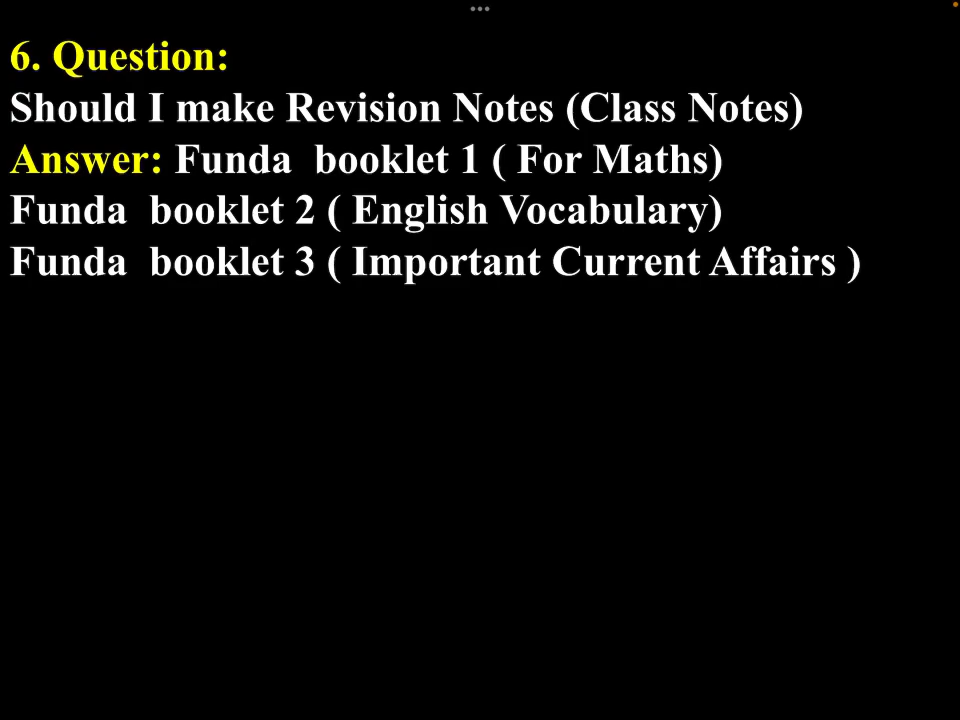 6. Question:
Should I make Revision Notes (Class Notes)
Answer: Funda  booklet 1 ( For Maths)
Funda  booklet 2 ( English Vocabulary)
Funda  booklet 3 ( Important Current Affairs )